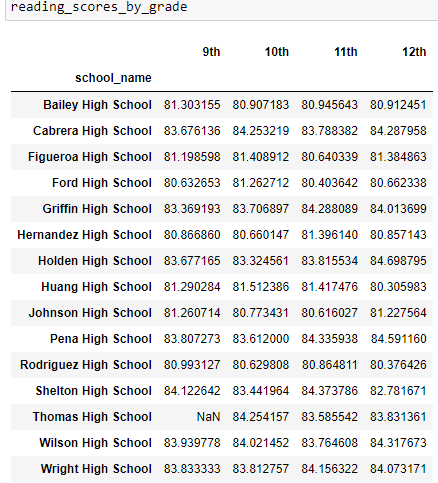 reading_scores_by_grade
9th 10th 11th 12th
school_name
Bailey High School 81.303155 80.907183 80.945643 80.912451
Cabrera High School 83.676136 84.253219 83.788382 84.287958
Figueroa High School 81.198598 81.408912 80.640339 81.384863
Ford High School 80.632653 81.262712 80.403642 80.662338
Griffin High School 83.369193 83.706897 84.288089 84.013699
Hernandez High School 80.866860 80.660147 81.396140 80.857143
Holden High School 83.677165 83.324561 83.815534 84.698795
Huang High School 81.290284 81.512386 81.417476 80.305983
Johnson High School 81.260714 80.773431 80.616027 81.227564
Pena High School 83.807273 83.612000 84.335938 84.591160
Rodriguez High School 80.993127 80.629808 80.864811 80.376426
Shelton High School 84.122642 83.441964 84.373786 82.781671
Thomas High School NaN 84.254157 83.585542 83.831361
Wilson High School 83.939778 84.021452 83.764608 84.317673
Wright High School 83.833333 83.812757 84.156322 84.073171